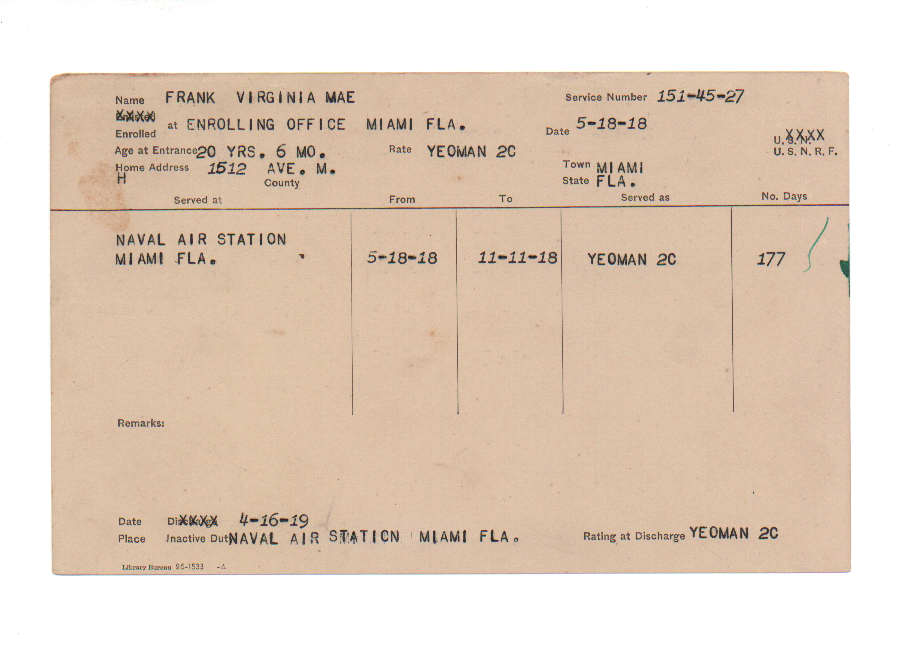 Name FRANK VIRGINIA MAE Service Number 151-45-27
XXXX
Enrolled at ENROLLING OFFICE MIAMI FLA. Date 5-18-18 U.S.N. XXXX
Age at Entrance 20 YRS. 6 MO. Rate YEOMAN 2C U. S. N. R. F.
Home Address 1512 AVE. M. Town MIAMI
H County State FLA.
Served at From To Served as No. Days
NAVAL AIR STATION
MIAMI FLA. 5-18-18 11-11-18 YEOMAN 2C 177
Remarks:
Date Discharge XXXX 4-16-19
Place Inactive Duty NAVAL AIR STATION MIAMI FLA. Rating at Discharge YEOMAN 2C
Library Bureau 96-1533 -A